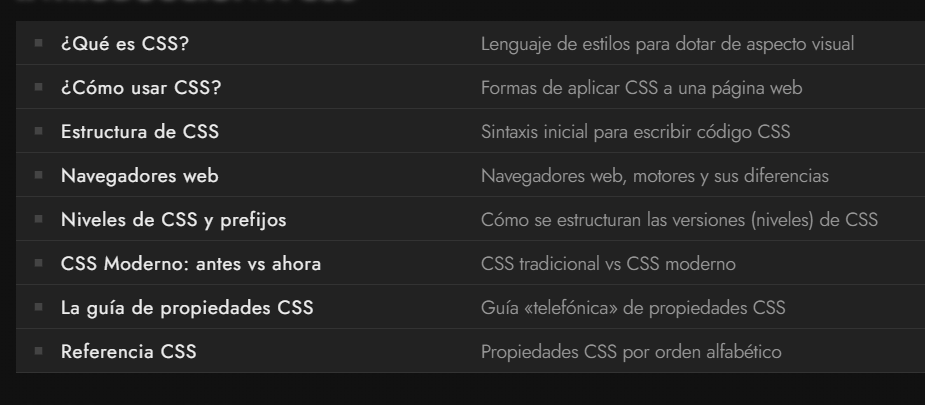 ¿Qué es CSS? Lenguaje de estilos para dotar de aspecto visual
¿Cómo usar CSS? Formas de aplicar CSS a una página web
Estructura de CSS Sintaxis inicial para escribir código CSS
Navegadores web Navegadores web, motores y sus diferencias
Niveles de CSS y prefijos Cómo se estructuran las versiones (niveles) de CSS
CSS Moderno: antes vs ahora CSS tradicional vs CSS moderno
La guía de propiedades CSS Guía «telefónica» de propiedades CSS
Referencia CSS Propiedades CSS por orden alfabético